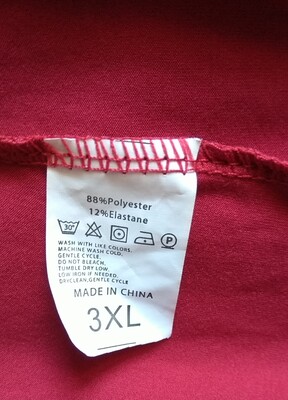 88%Polyester
12%Elastane
30°
P
WASH WITH LIKE COLORS.
MACHINE WASH COLD.
GENTLE CYCLE.
DO NOT BLEACH.
TUMBLE DRY LOW.
LOW IRON IF NEEDED.
DRYCLEAN,GENTLE CYCLE.
MADE IN CHINA
3XL